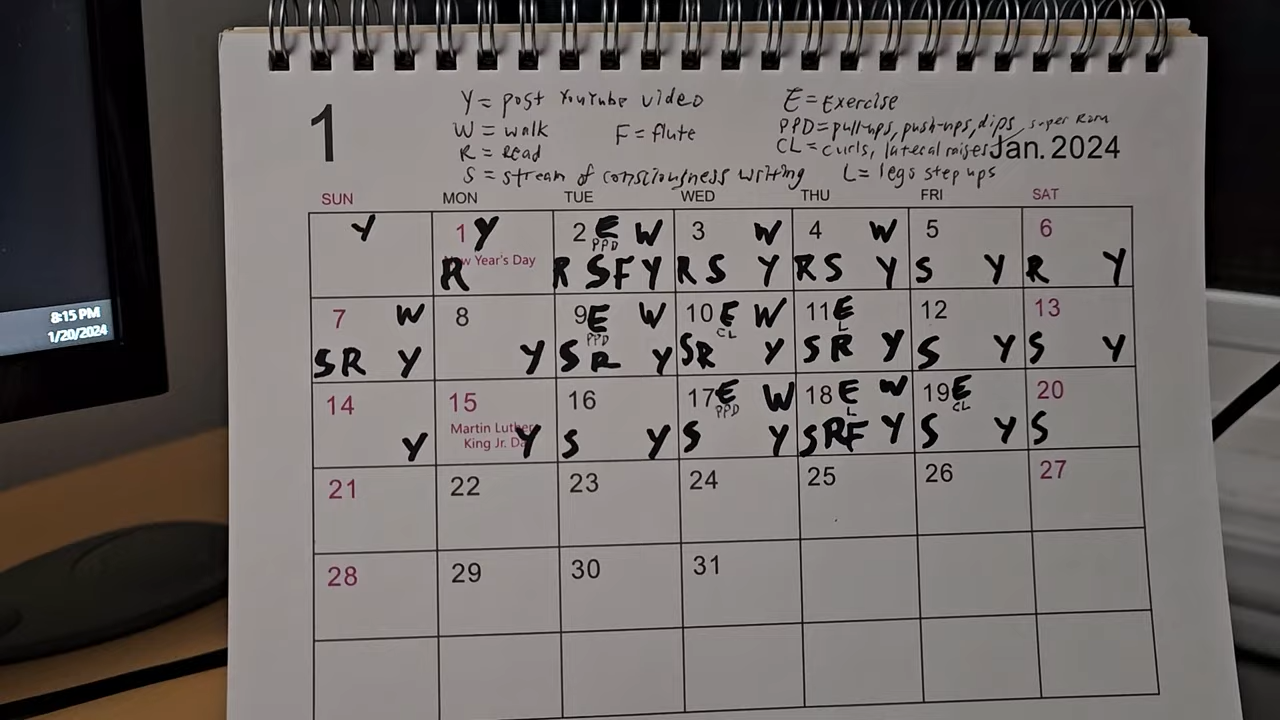 Y = post YouTube video E = Exercise
W = walk F = flute PPD = pull-ups, push-ups, dips, super Ram
1 R = Read CL = curls, lateral raises Jan. 2024
S = stream of consciousness writing L = legs step ups
SUN MON TUE WED THU FRI SAT
Y 1 Y 2 E PPD W 3 W 4 W 5 6
R New Year's Day R S F Y R S Y R S Y S Y R Y
7 W 8 9 E PPD W 10 E CL W 11 E L 12 13
S R Y Y S R Y S R Y S R Y S Y S Y
14 15 16 17 E PPD W 18 E L W 19 E CL 20
Martin Luther
Y King Jr. Day Y S Y S Y S R F Y S Y S
21 22 23 24 25 26 27
28 29 30 31
8:15 PM
1/20/2024